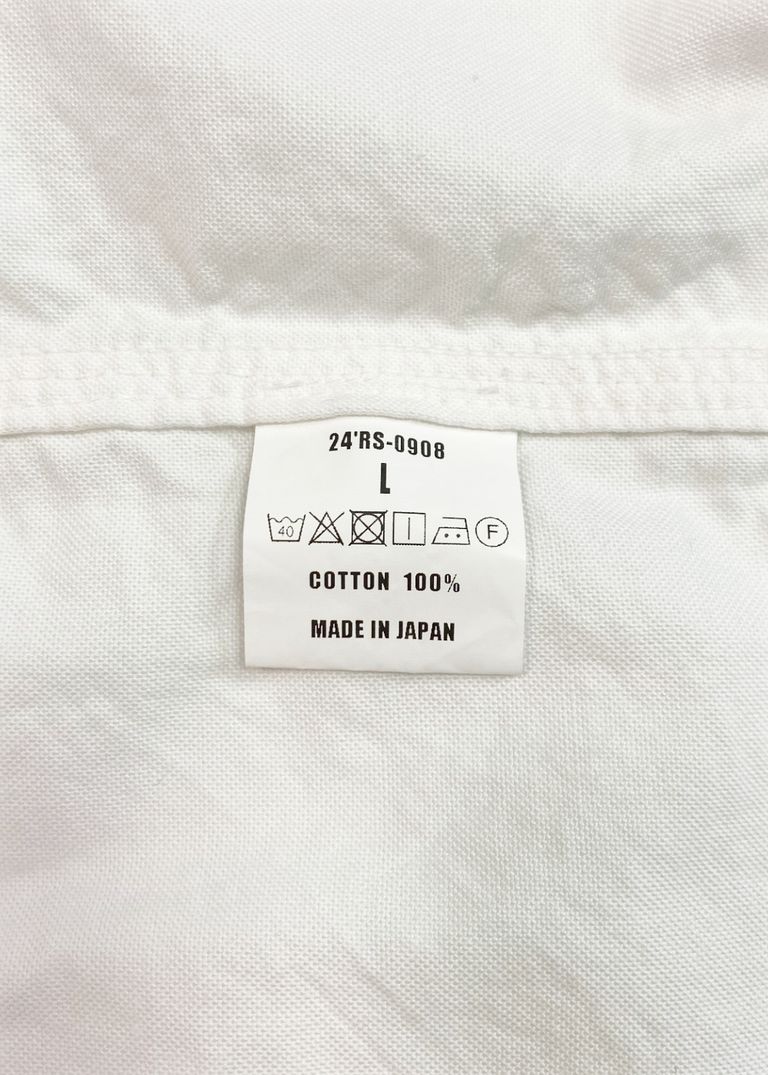 24'RS-0908
L
40 F
COTTON 100%
MADE IN JAPAN